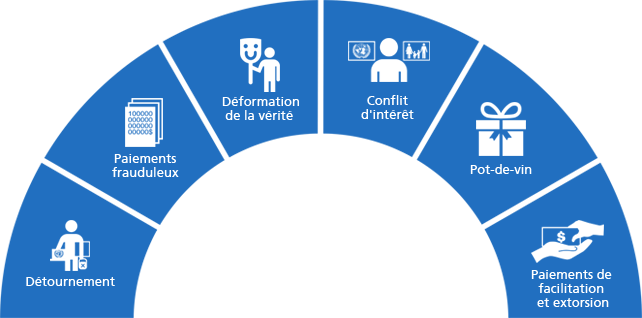 Détournement
100000
000000
000000
00000$
Paiements
frauduleux
Déformation
de la vérité
Conflit
d'intérêt
Pot-de-vin
$
Paiements de
facilitation
et extorsion